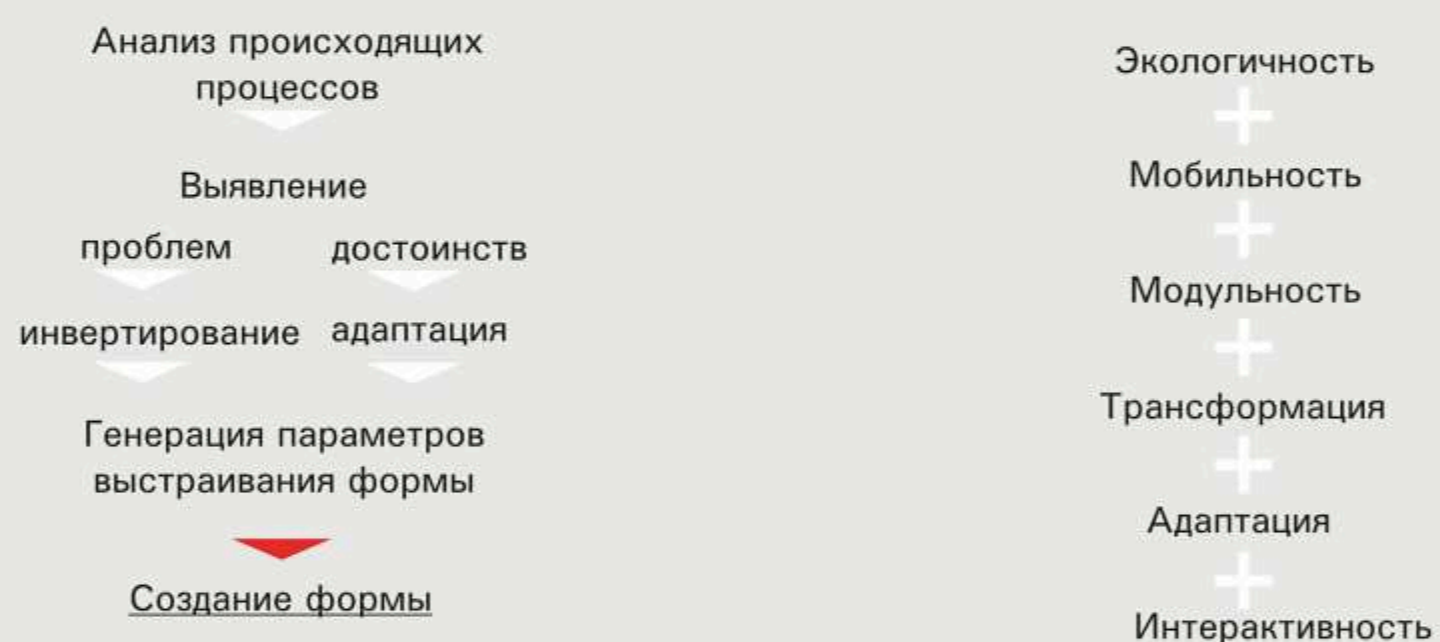 Анализ происходящих
процессов
Выявление
проблем достоинств
инвертирование адаптация
Генерация параметров
выстраивания формы
Создание формы
Экологичность
+
Мобильность
+
Модульность
+
Трансформация
+
Адаптация
+
Интерактивность